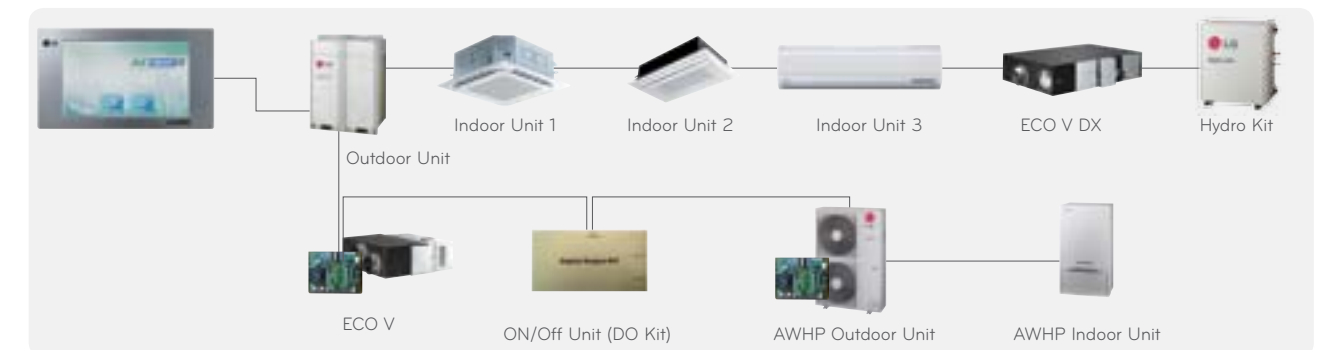 LG
Indoor Unit 1
Indoor Unit 2
Indoor Unit 3
ECO V DX
Hydro Kit
Outdoor Unit
ECO V
ON/Off Unit (DO Kit)
AWHP Outdoor Unit
AWHP Indoor Unit